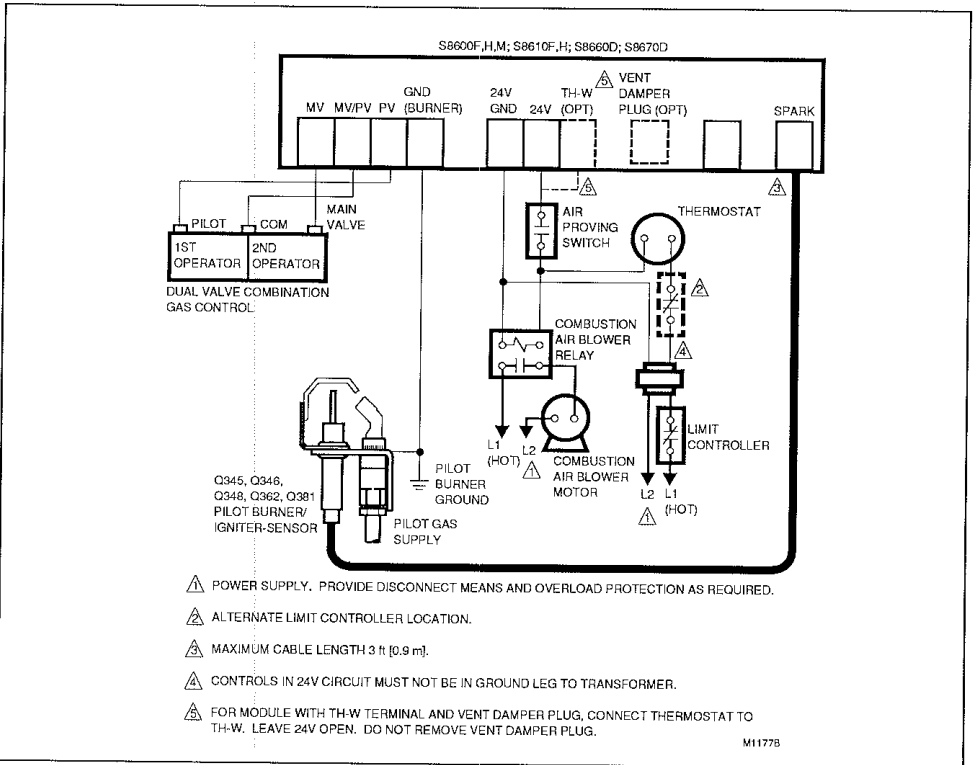 S8600F,H,M; S8610F,H; S8660D; S8670D
MV MV/PV PV GND (BURNER)
24V GND
24V
TH-W (OPT)
5 VENT DAMPER PLUG (OPT)
SPARK
5
3
PILOT
COM
MAIN VALVE
1ST OPERATOR
2ND OPERATOR
DUAL VALVE COMBINATION
GAS CONTROL
AIR PROVING SWITCH
THERMOSTAT
2
4
COMBUSTION
AIR BLOWER
RELAY
L1 (HOT)
L2
1
COMBUSTION
AIR BLOWER
MOTOR
LIMIT
CONTROLLER
L2
1
L1 (HOT)
Q345, Q346,
Q348, Q362, Q381
PILOT BURNER/
IGNITER-SENSOR
PILOT BURNER GROUND
PILOT GAS
SUPPLY
1 POWER SUPPLY. PROVIDE DISCONNECT MEANS AND OVERLOAD PROTECTION AS REQUIRED.
2 ALTERNATE LIMIT CONTROLLER LOCATION.
3 MAXIMUM CABLE LENGTH 3 ft [0.9 m].
4 CONTROLS IN 24V CIRCUIT MUST NOT BE IN GROUND LEG TO TRANSFORMER.
5 FOR MODULE WITH TH-W TERMINAL AND VENT DAMPER PLUG, CONNECT THERMOSTAT TO
TH-W. LEAVE 24V OPEN. DO NOT REMOVE VENT DAMPER PLUG.
M1177B